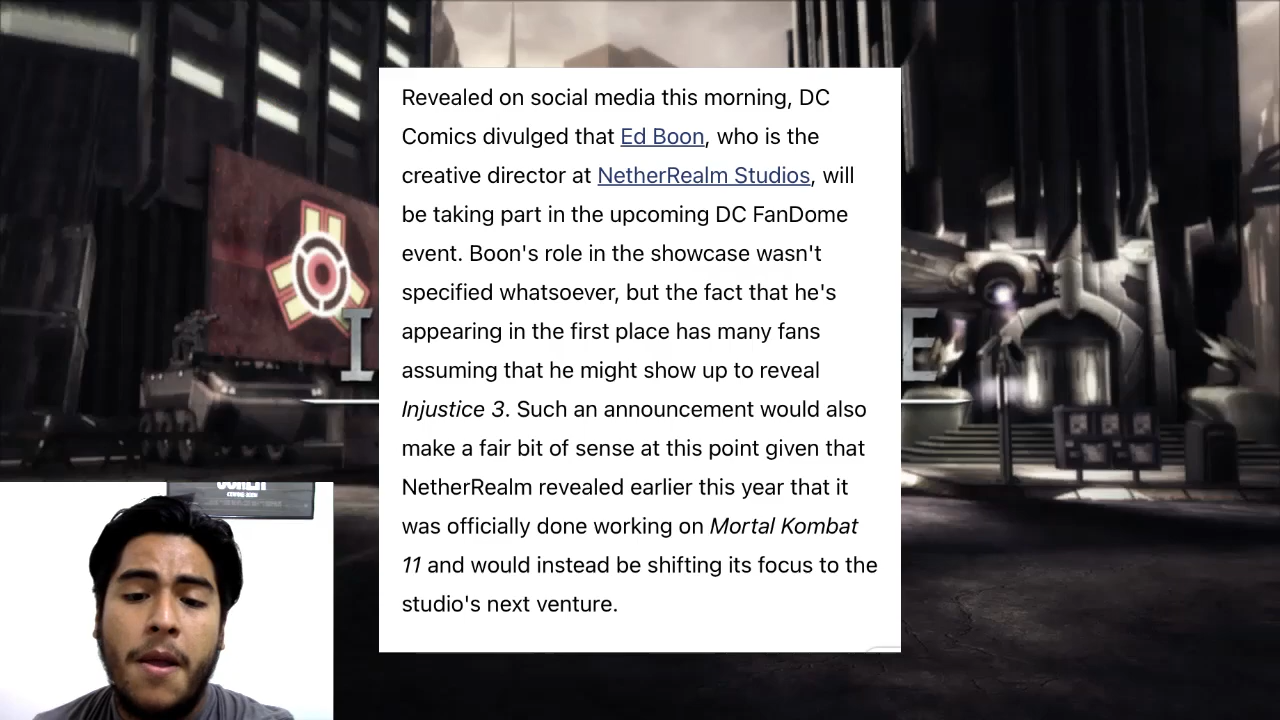 Revealed on social media this morning, DC
Comics divulged that Ed Boon, who is the
creative director at NetherRealm Studios, will
be taking part in the upcoming DC FanDome
event. Boon's role in the showcase wasn't
specified whatsoever, but the fact that he's
appearing in the first place has many fans
assuming that he might show up to reveal
Injustice 3. Such an announcement would also
make a fair bit of sense at this point given that
NetherRealm revealed earlier this year that it
was officially done working on Mortal Kombat
11 and would instead be shifting its focus to the
studio's next venture.
I
E
COMING SOON